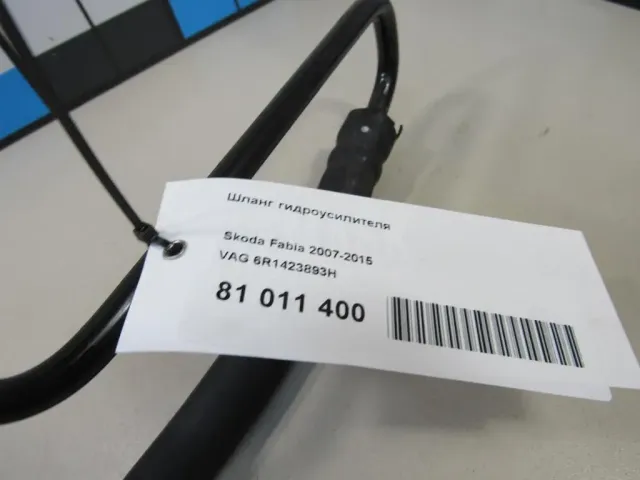 Шланг гидроусилителя
Skoda Fabia 2007-2015
VAG 6R1423893H
81 011 400